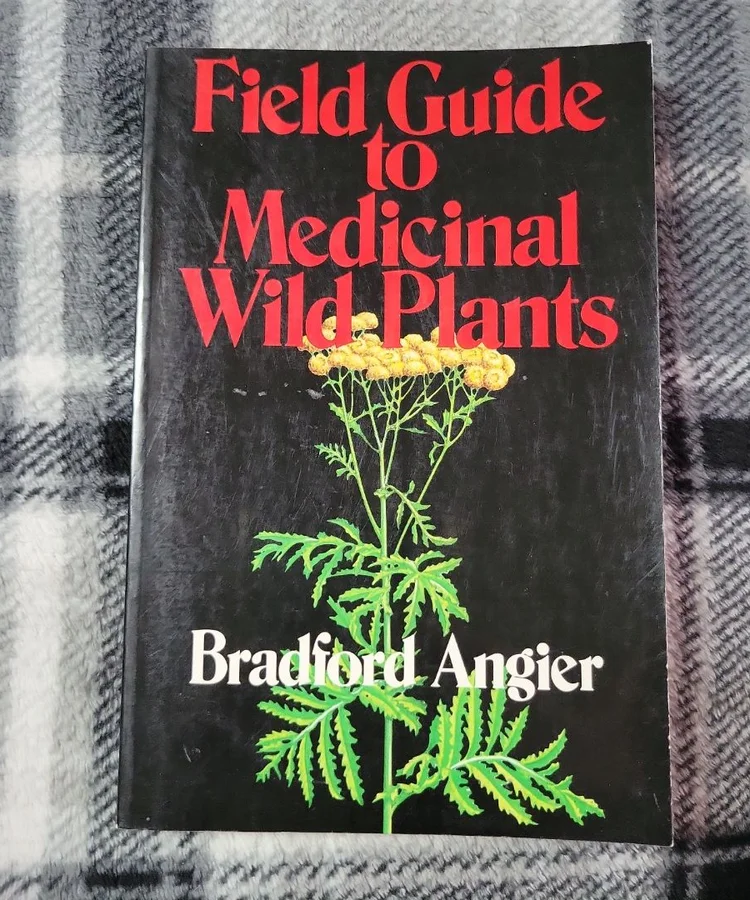 Field Guide
to
Medicinal
Wild Plants
Bradford Angier